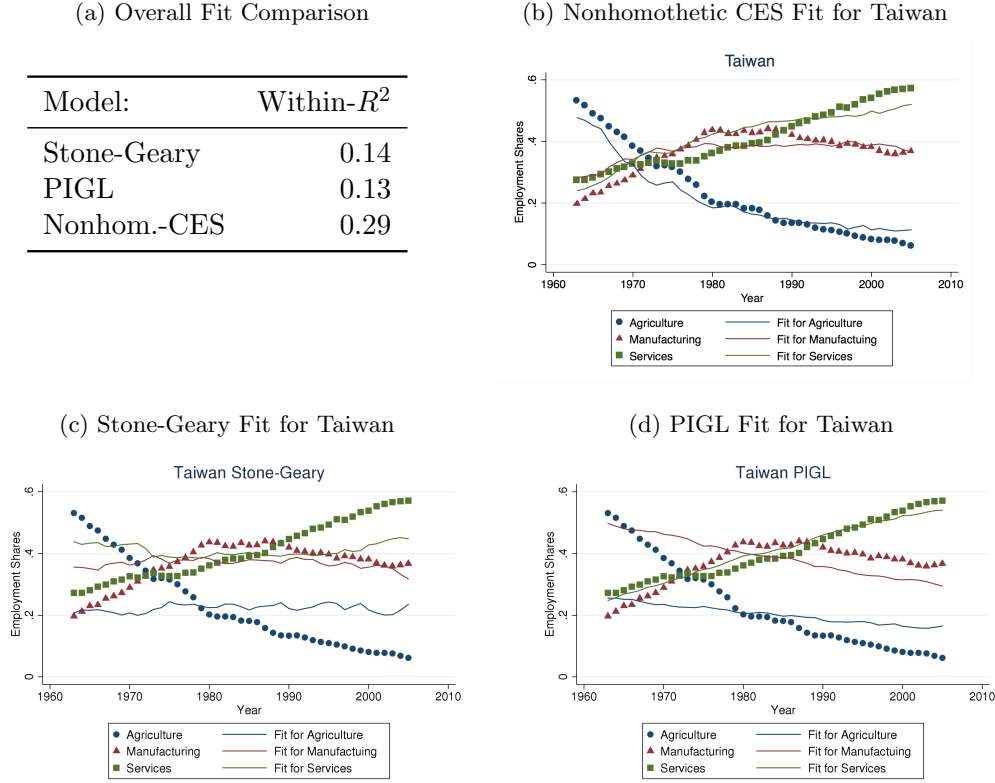 (a) Overall Fit Comparison
Model: Within-R²
Stone-Geary 0.14
PIGL 0.13
Nonhom.-CES 0.29
(b) Nonhomothetic CES Fit for Taiwan
Taiwan
Employment Shares
.6
.4
.2
0
1960 1970 1980 1990 2000 2010
Year
Agriculture Fit for Agriculture
Manufacturing Fit for Manufactuing
Services Fit for Services
(c) Stone-Geary Fit for Taiwan
Taiwan Stone-Geary
Employment Shares
.6
.4
.2
0
1960 1970 1980 1990 2000 2010
Year
Agriculture Fit for Agriculture
Manufacturing Fit for Manufactuing
Services Fit for Services
(d) PIGL Fit for Taiwan
Taiwan PIGL
Employment Shares
.6
.4
.2
0
1960 1970 1980 1990 2000 2010
Year
Agriculture Fit for Agriculture
Manufacturing Fit for Manufactuing
Services Fit for Services